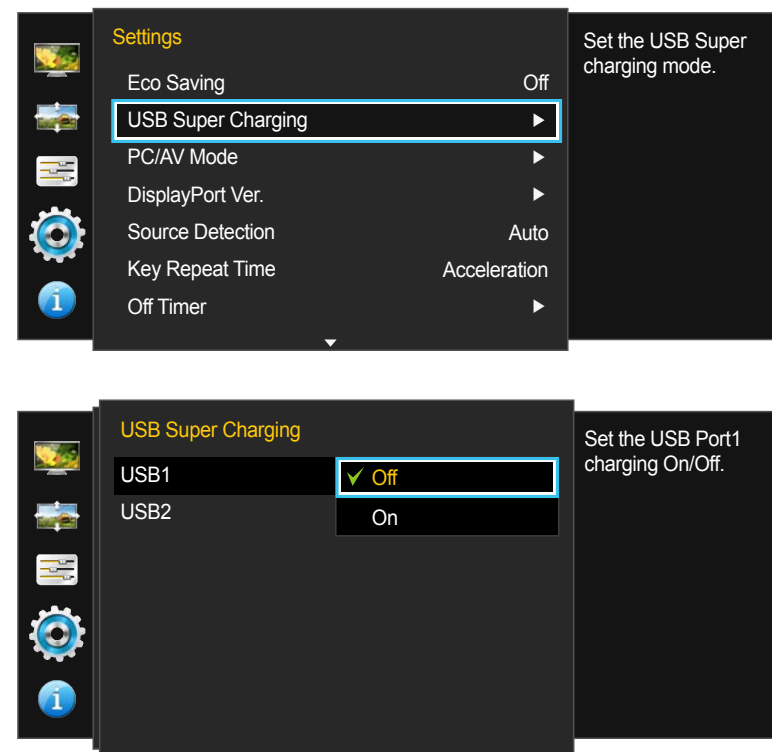 Settings
Set the USB Super
charging mode.
Eco Saving Off
USB Super Charging
PC/AV Mode
DisplayPort Ver.
Source Detection Auto
Key Repeat Time Acceleration
Off Timer
USB Super Charging
Set the USB Port1
charging On/Off.
USB1 Off
USB2 On